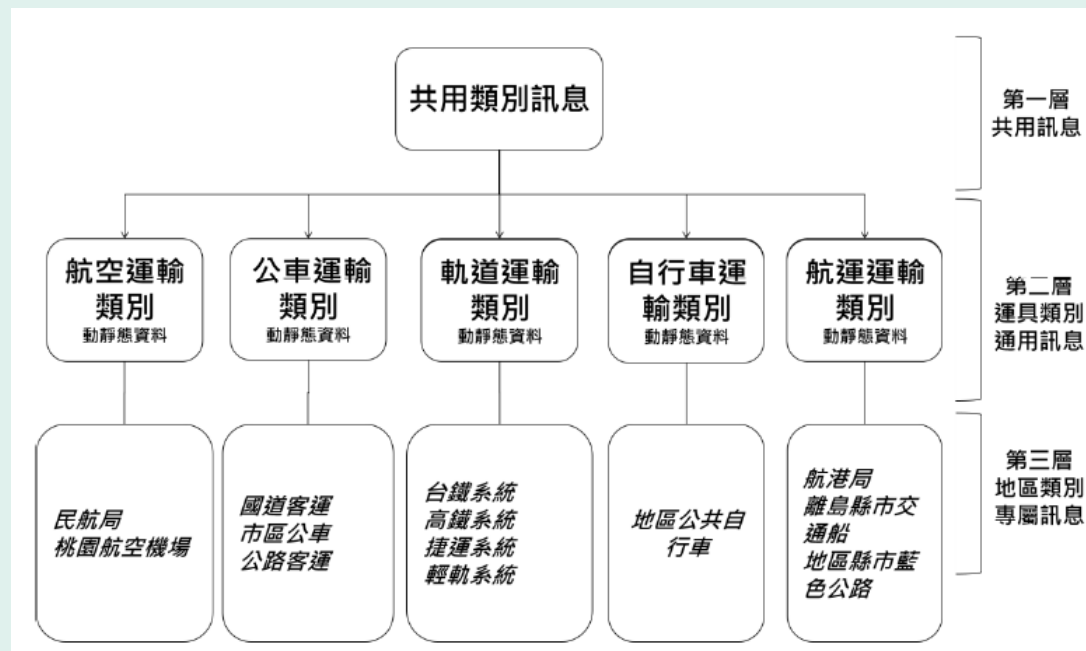 共用類別訊息
第一層
共用訊息
航空運輸
類別
動靜態資料
公車運輸
類別
動靜態資料
軌道運輸
類別
動靜態資料
自行車運
輸類別
動靜態資料
航運運輸
類別
動靜態資料
第二層
運具類別
通用訊息
民航局
桃園航空機場
國道客運
市區公車
公路客運
台鐵系統
高鐵系統
捷運系統
輕軌系統
地區公共自
行車
航港局
離島縣市交
通船
地區縣市藍
色公路
第三層
地區類別
專屬訊息